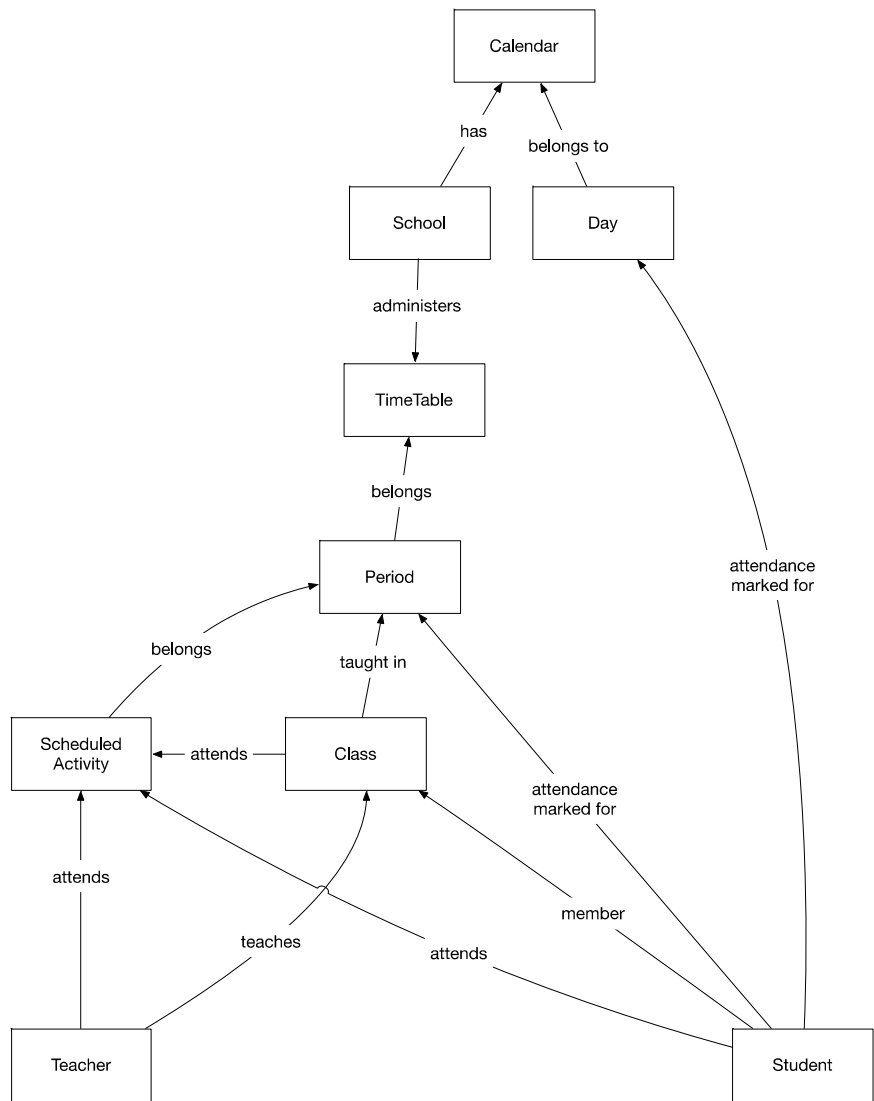 Calendar
has
belongs to
School
Day
administers
TimeTable
belongs
attendance
marked for
Period
belongs
taught in
Scheduled
Activity
attends
Class
attendance
marked for
attends
member
teaches
attends
Teacher
Student